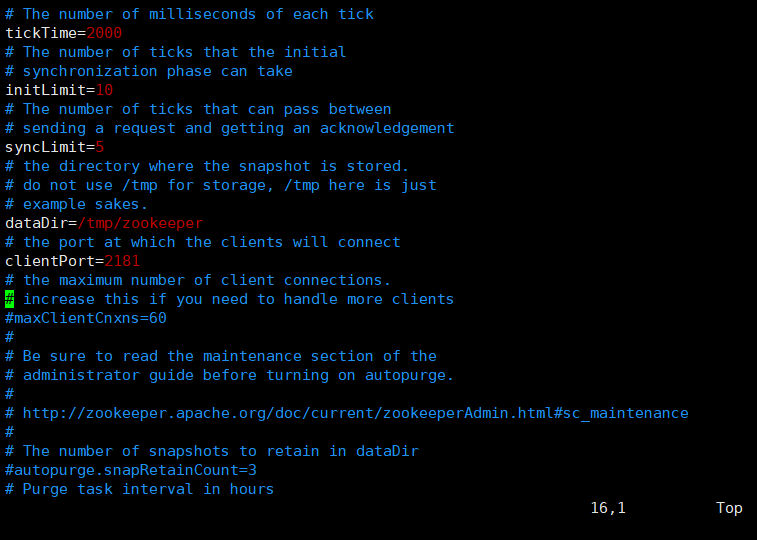 # The number of milliseconds of each tick
tickTime=2000
# The number of ticks that the initial
# synchronization phase can take
initLimit=10
# The number of ticks that can pass between
# sending a request and getting an acknowledgement
syncLimit=5
# the directory where the snapshot is stored.
# do not use /tmp for storage, /tmp here is just
# example sakes.
dataDir=/tmp/zookeeper
# the port at which the clients will connect
clientPort=2181
# the maximum number of client connections.
# increase this if you need to handle more clients
#maxClientCnxns=60
#
# Be sure to read the maintenance section of the
# administrator guide before turning on autopurge.
#
# http://zookeeper.apache.org/doc/current/zookeeperAdmin.html#sc_maintenance
#
# The number of snapshots to retain in dataDir
#autopurge.snapRetainCount=3
# Purge task interval in hours
16,1 Top